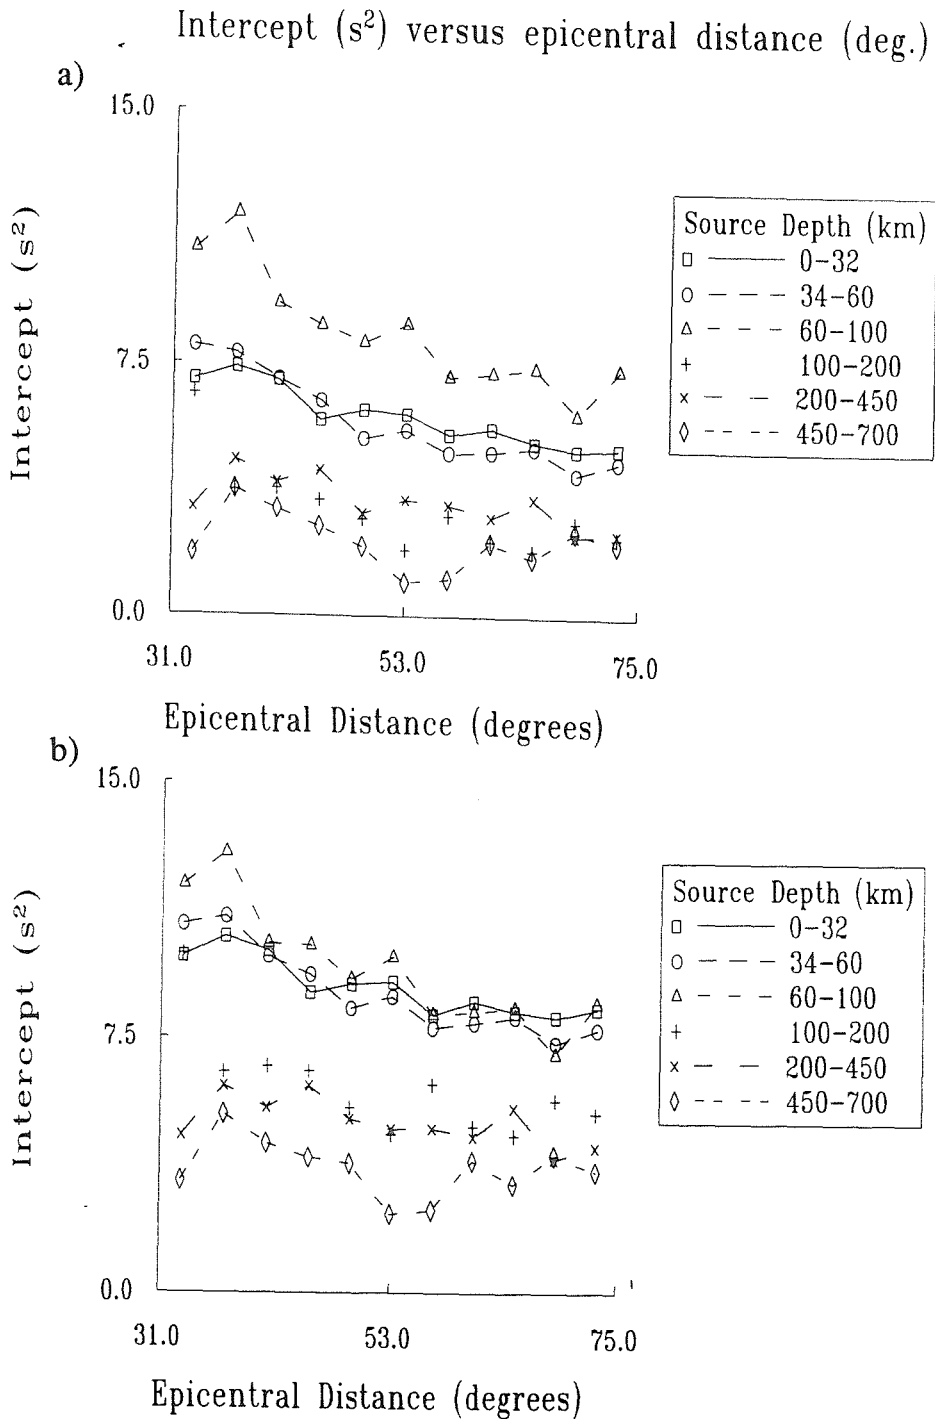 Intercept (s²) versus epicentral distance (deg.)
a)
15.0
7.5
0.0
Intercept (s²)
31.0 53.0 75.0
Epicentral Distance (degrees)
Source Depth (km)
0-32
34-60
60-100
100-200
200-450
450-700
b)
15.0
7.5
0.0
Intercept (s²)
31.0 53.0 75.0
Epicentral Distance (degrees)
Source Depth (km)
0-32
34-60
60-100
100-200
200-450
450-700